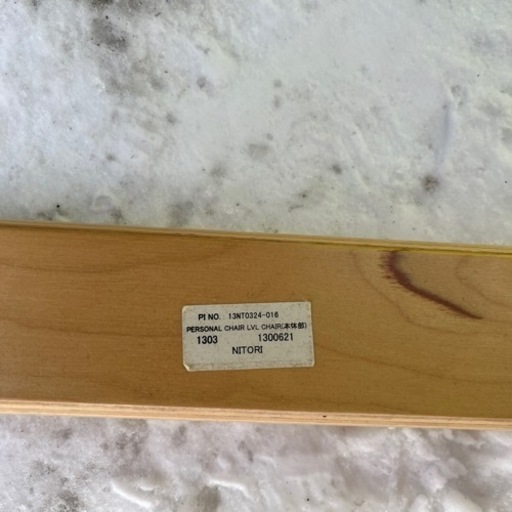 PI NO. 13NT0324-016
PERSONAL CHAIR LVL CHAIR(本体部)
1303 1300621
NITORI